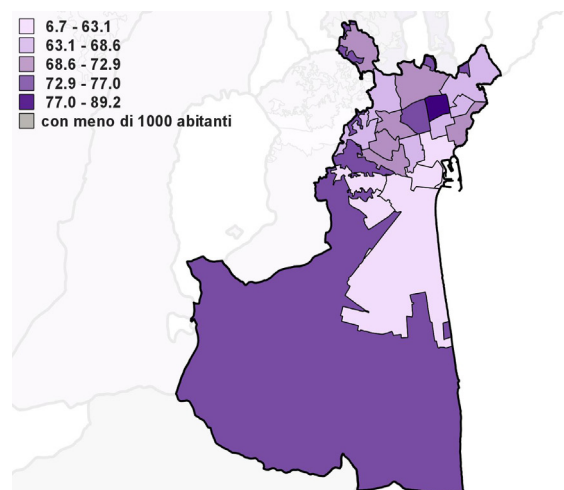 6.7 - 63.1
63.1 - 68.6
68.6 - 72.9
72.9 - 77.0
77.0 - 89.2
con meno di 1000 abitanti